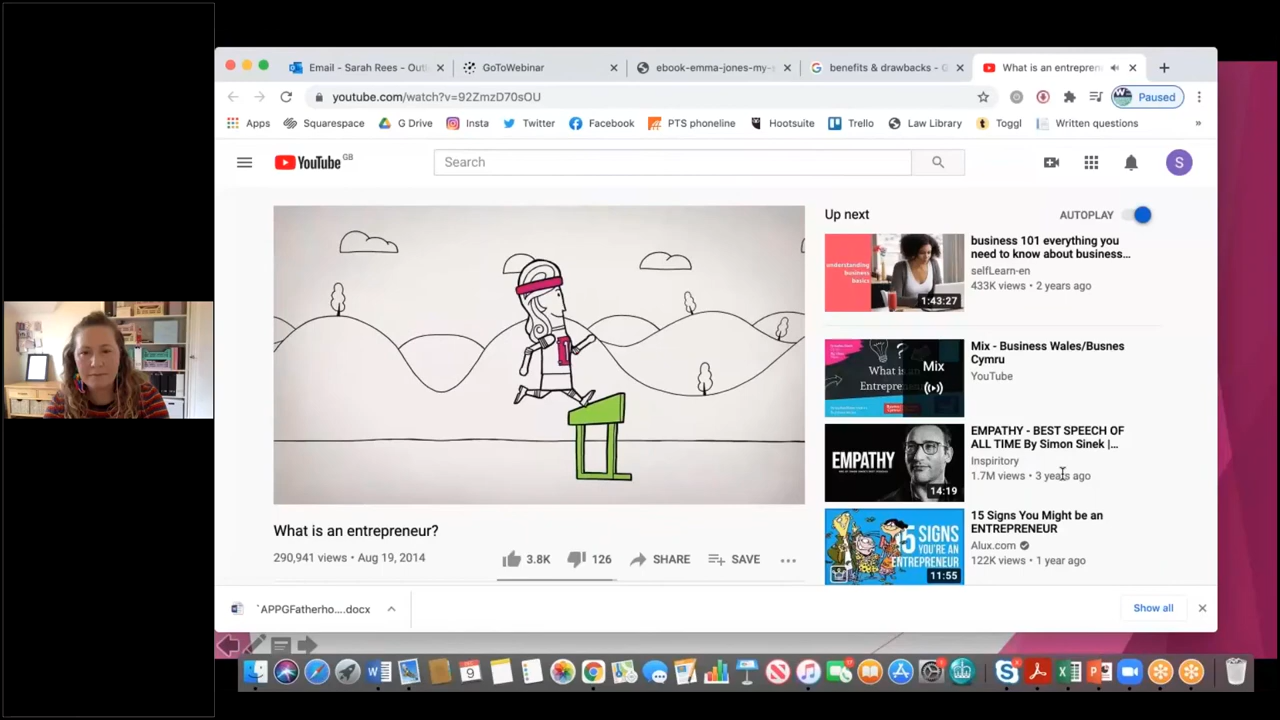 Email - Sarah Rees - Out
GoToWebinar
ebook-emma-jones-my-
benefits & drawbacks - G
What is an entrepren
youtube.com/watch?v=92ZmzD70sOU
Paused
Apps
Squarespace
G Drive
Insta
Twitter
Facebook
PTS phoneline
Hootsuite
Trello
Law Library
Toggl
Written questions
»
YouTube GB
Search
S
Up next
AUTOPLAY
understanding
business
basics
1:43:27
business 101 everything you
need to know about business...
selfLearn-en
433K views • 2 years ago
What is
Entrepre
Mix
Mix - Business Wales/Busnes
Cymru
YouTube
EMPATHY
14:19
EMPATHY - BEST SPEECH OF
ALL TIME By Simon Sinek |...
Inspiritory
1.7M views • 3 years ago
15 SIGNS
YOU'RE AN
ENTREPRENEUR
11:55
15 Signs You Might be an
ENTREPRENEUR
Alux.com
122K views • 1 year ago
What is an entrepreneur?
290,941 views • Aug 19, 2014
3.8K
126
SHARE
SAVE
`APPGFatherho....docx
Show all
9